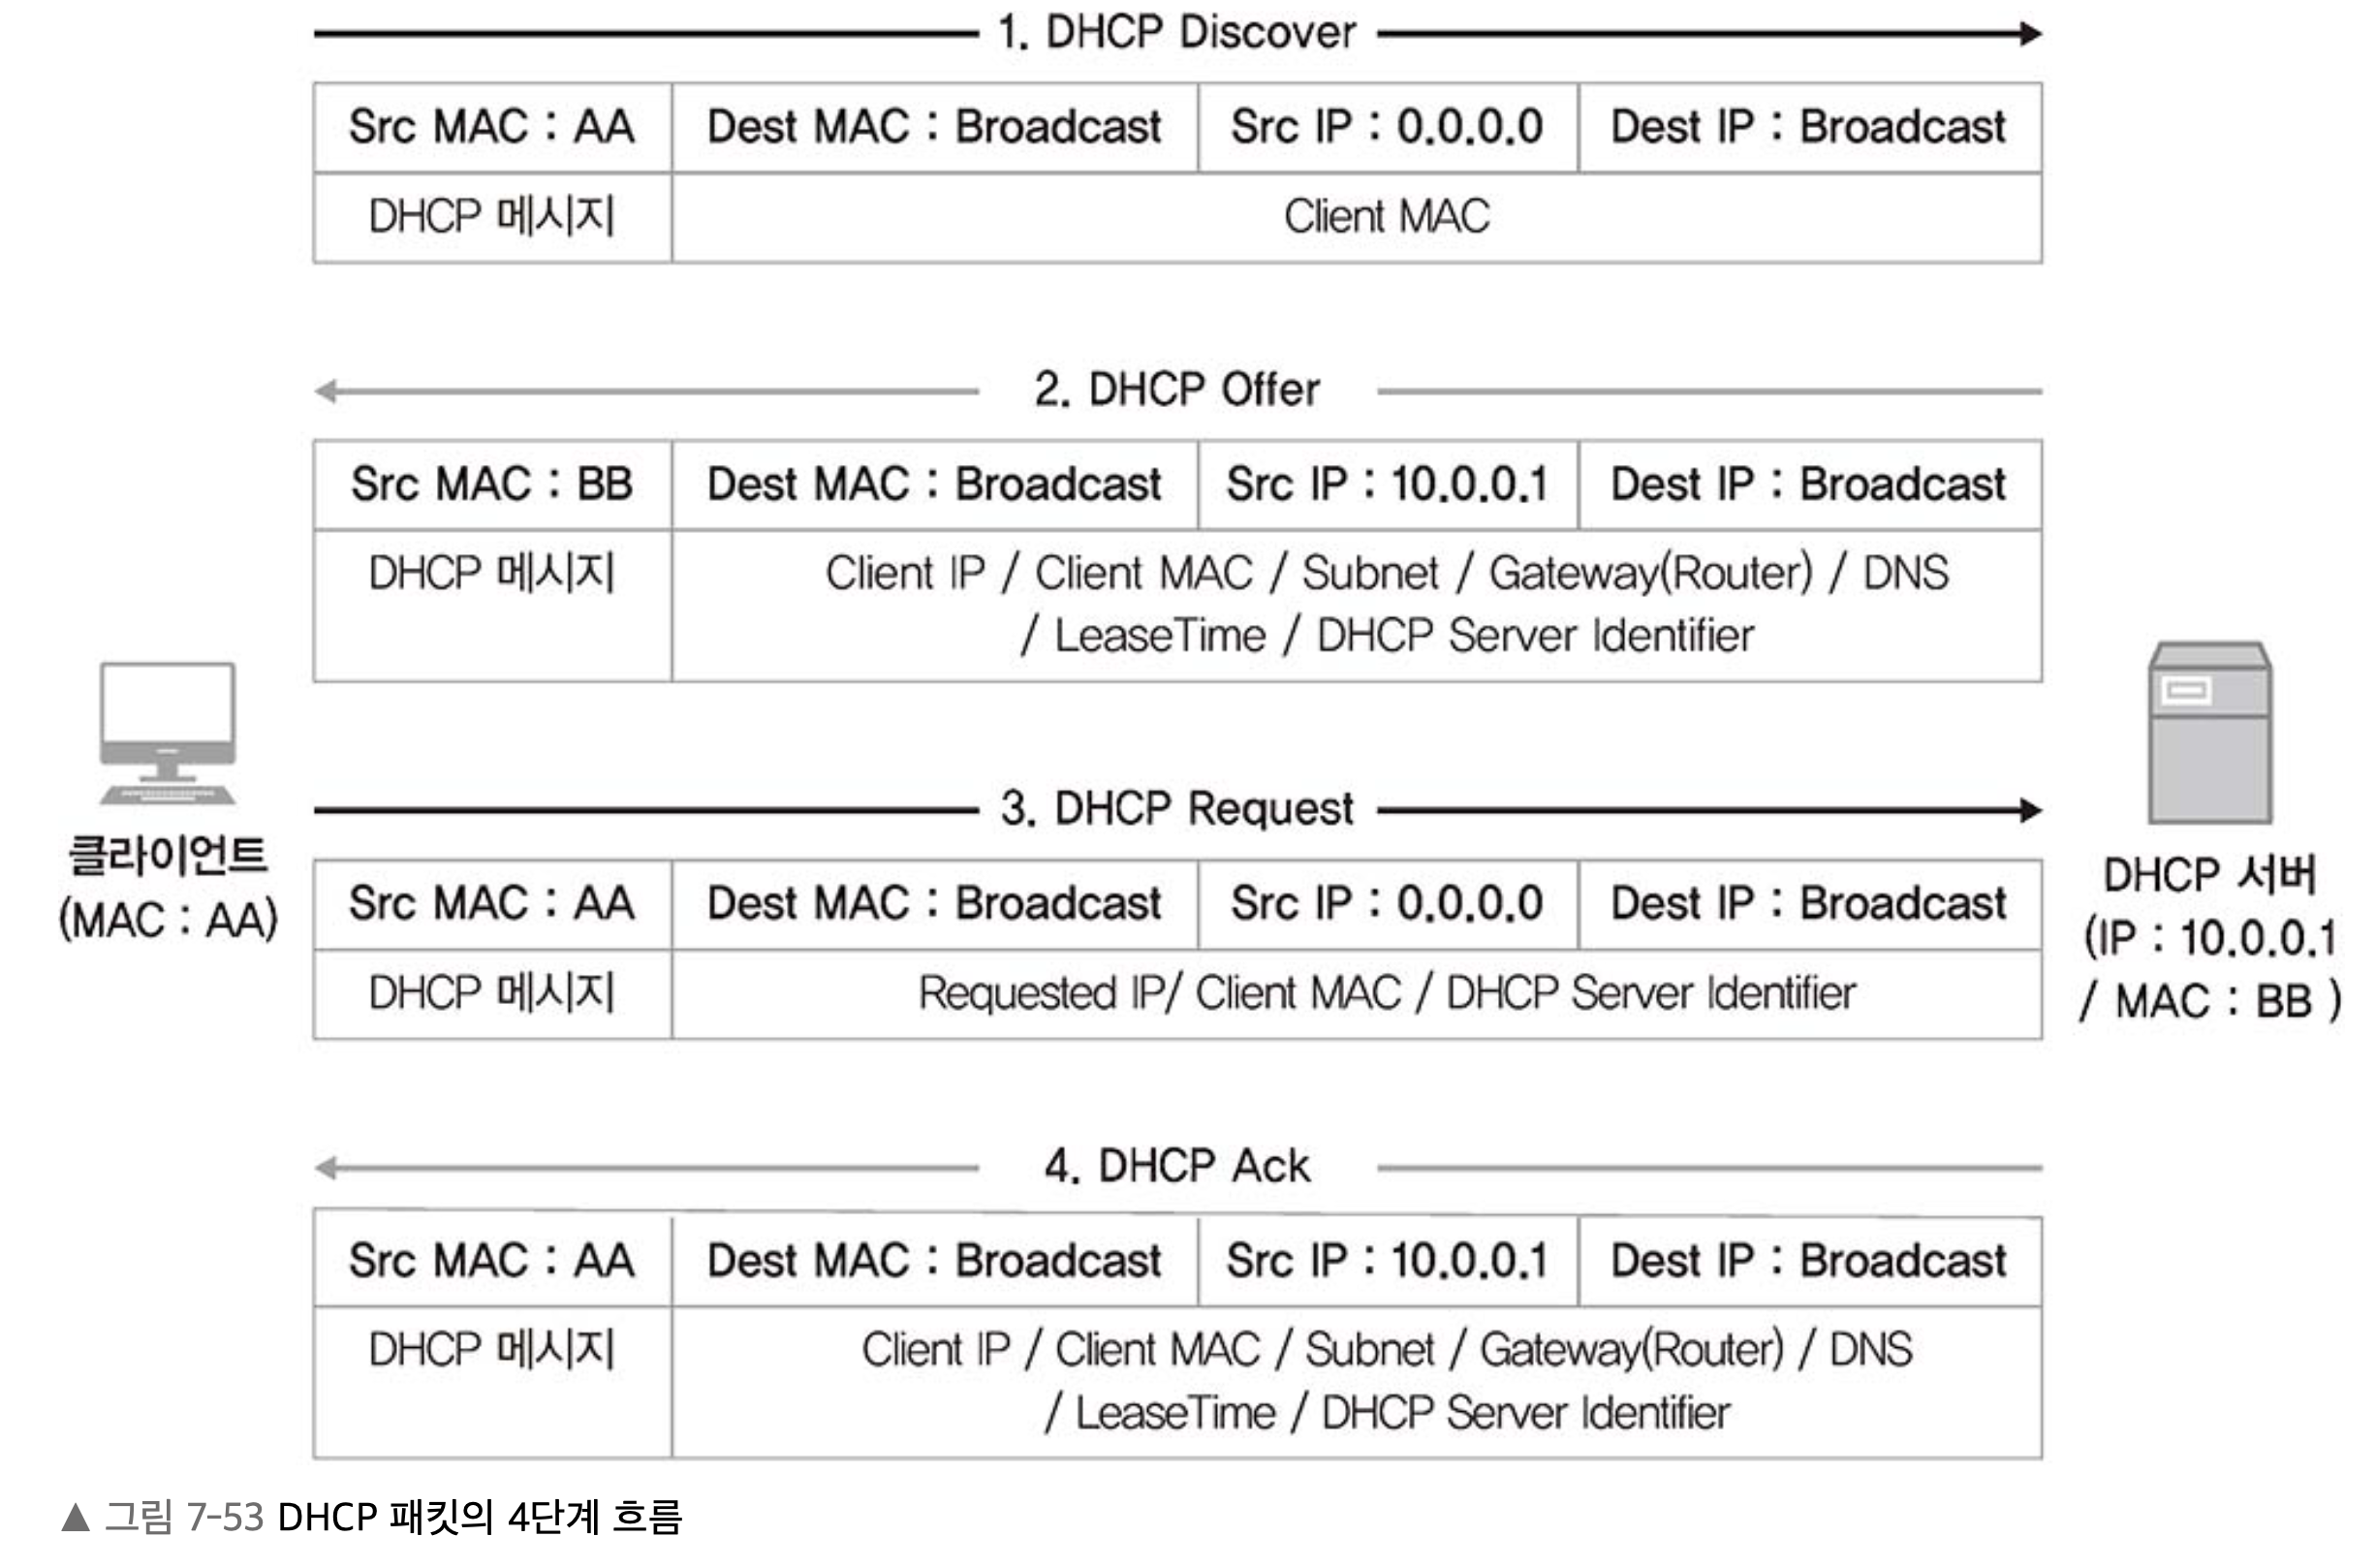 1. DHCP Discover
Src MAC : AA
Dest MAC : Broadcast
Src IP : 0.0.0.0
Dest IP : Broadcast
DHCP 메시지
Client MAC
2. DHCP Offer
Src MAC : BB
Dest MAC : Broadcast
Src IP : 10.0.0.1
Dest IP : Broadcast
DHCP 메시지
Client IP / Client MAC / Subnet / Gateway(Router) / DNS
/ LeaseTime / DHCP Server Identifier
클라이언트
(MAC : AA)
3. DHCP Request
Src MAC : AA
Dest MAC : Broadcast
Src IP : 0.0.0.0
Dest IP : Broadcast
DHCP 메시지
Requested IP/ Client MAC / DHCP Server Identifier
DHCP 서버
(IP : 10.0.0.1
/ MAC : BB )
4. DHCP Ack
Src MAC : AA
Dest MAC : Broadcast
Src IP : 10.0.0.1
Dest IP : Broadcast
DHCP 메시지
Client IP / Client MAC / Subnet / Gateway(Router) / DNS
/ LeaseTime / DHCP Server Identifier
▲ 그림 7-53 DHCP 패킷의 4단계 흐름